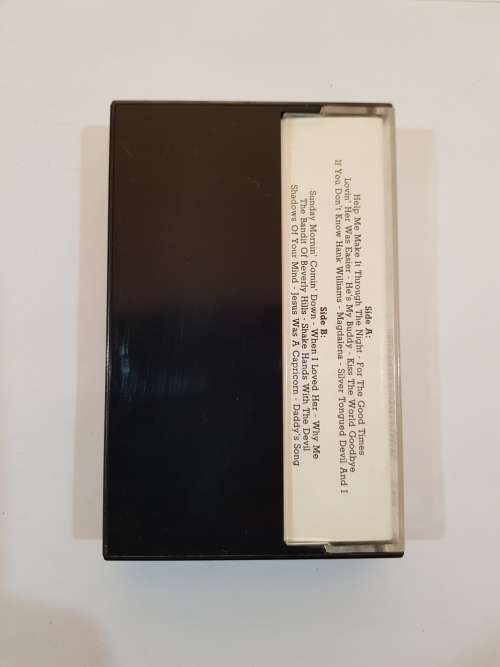 Side A:
Help Me Make It Through The Night - For The Good Times
Lovin' Her Was Easier - He's My Buddy - Kiss The World Goodbye
If You Don't Know Hank Williams - Magdalena - Silver Tongued Devil And I
Side B:
Sunday Mornin' Comin' Down - When I Loved Her - Why Me
The Bandit Of Beverly Hills - Shake Hands With The Devil
Shadows Of Your Mind - Jesus Was A Capricorn - Daddy's Song